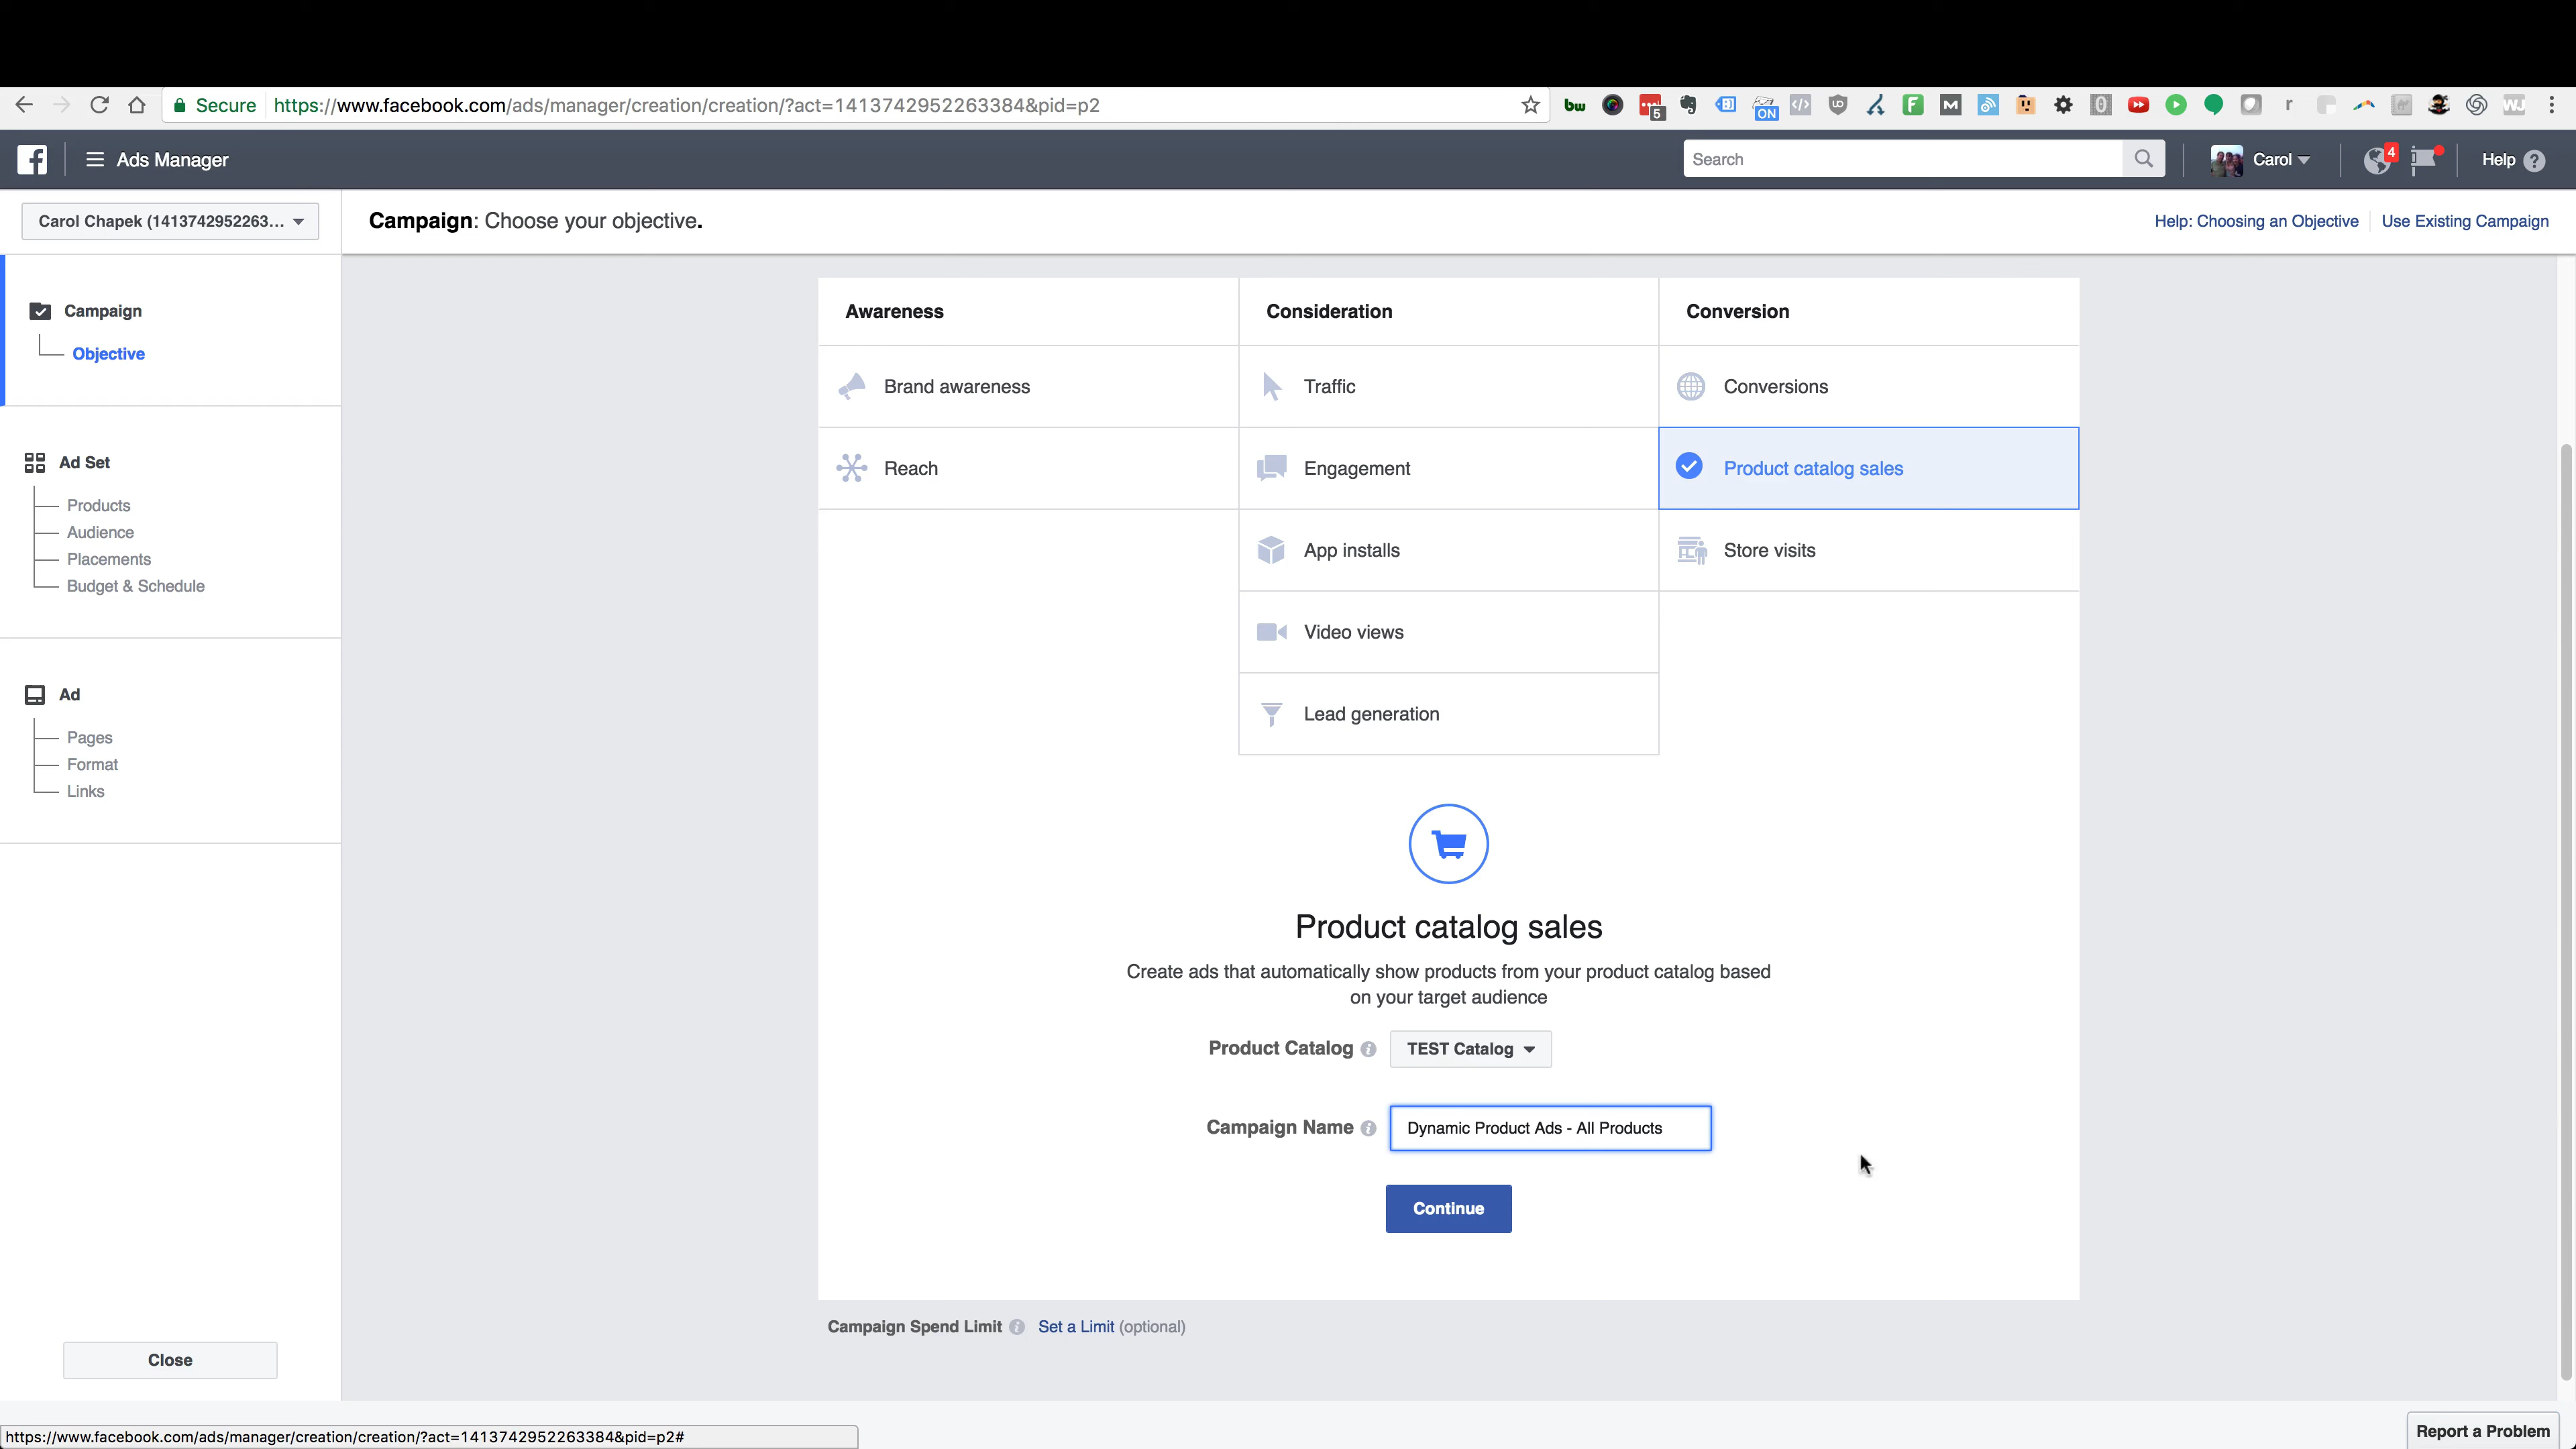 Secure https://www.facebook.com/ads/manager/creation/creation/?act=1413742952263384&pid=p2
bw 5 ON F M r WJ
Ads Manager
Search
Carol
4
Help
Carol Chapek (1413742952263...
Campaign: Choose your objective.
Help: Choosing an Objective
Use Existing Campaign
Campaign
Objective
Ad Set
Products
Audience
Placements
Budget & Schedule
Ad
Pages
Format
Links
Close
Awareness
Consideration
Conversion
Brand awareness
Traffic
Conversions
Reach
Engagement
Product catalog sales
App installs
Store visits
Video views
Lead generation
Product catalog sales
Create ads that automatically show products from your product catalog based
on your target audience
Product Catalog TEST Catalog
Campaign Name Dynamic Product Ads - All Products
Continue
Campaign Spend Limit Set a Limit (optional)
https://www.facebook.com/ads/manager/creation/creation/?act=1413742952263384&pid=p2#
Report a Problem